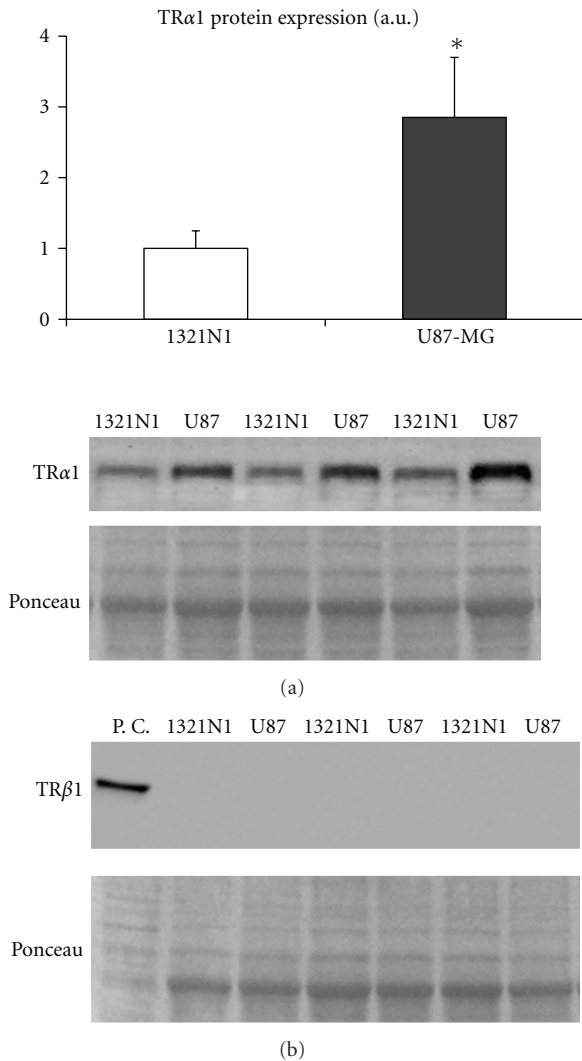 TRα1 protein expression (a.u.)
4
3
2
1
0
*
1321N1 U87-MG
1321N1 U87 1321N1 U87 1321N1 U87
TRα1
Ponceau
(a)
P. C. 1321N1 U87 1321N1 U87 1321N1 U87
TRβ1
Ponceau
(b)